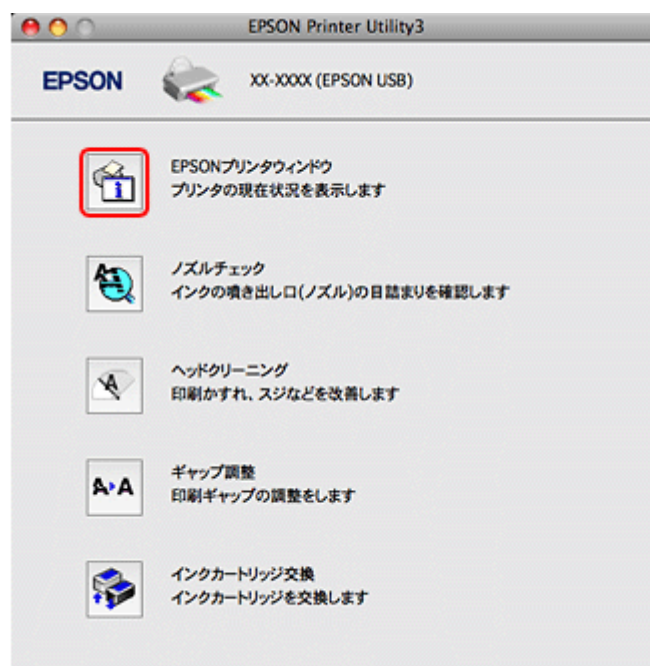 EPSON Printer Utility3
EPSON
XX-XXXX (EPSON USB)
EPSONプリンタウィンドウ
プリンタの現在状況を表示します
ノズルチェック
インクの噴き出し口(ノズル)の目詰まりを確認します
ヘッドクリーニング
印刷かすれ、スジなどを改善します
ギャップ調整
印刷ギャップの調整をします
インクカートリッジ交換
インクカートリッジを交換します